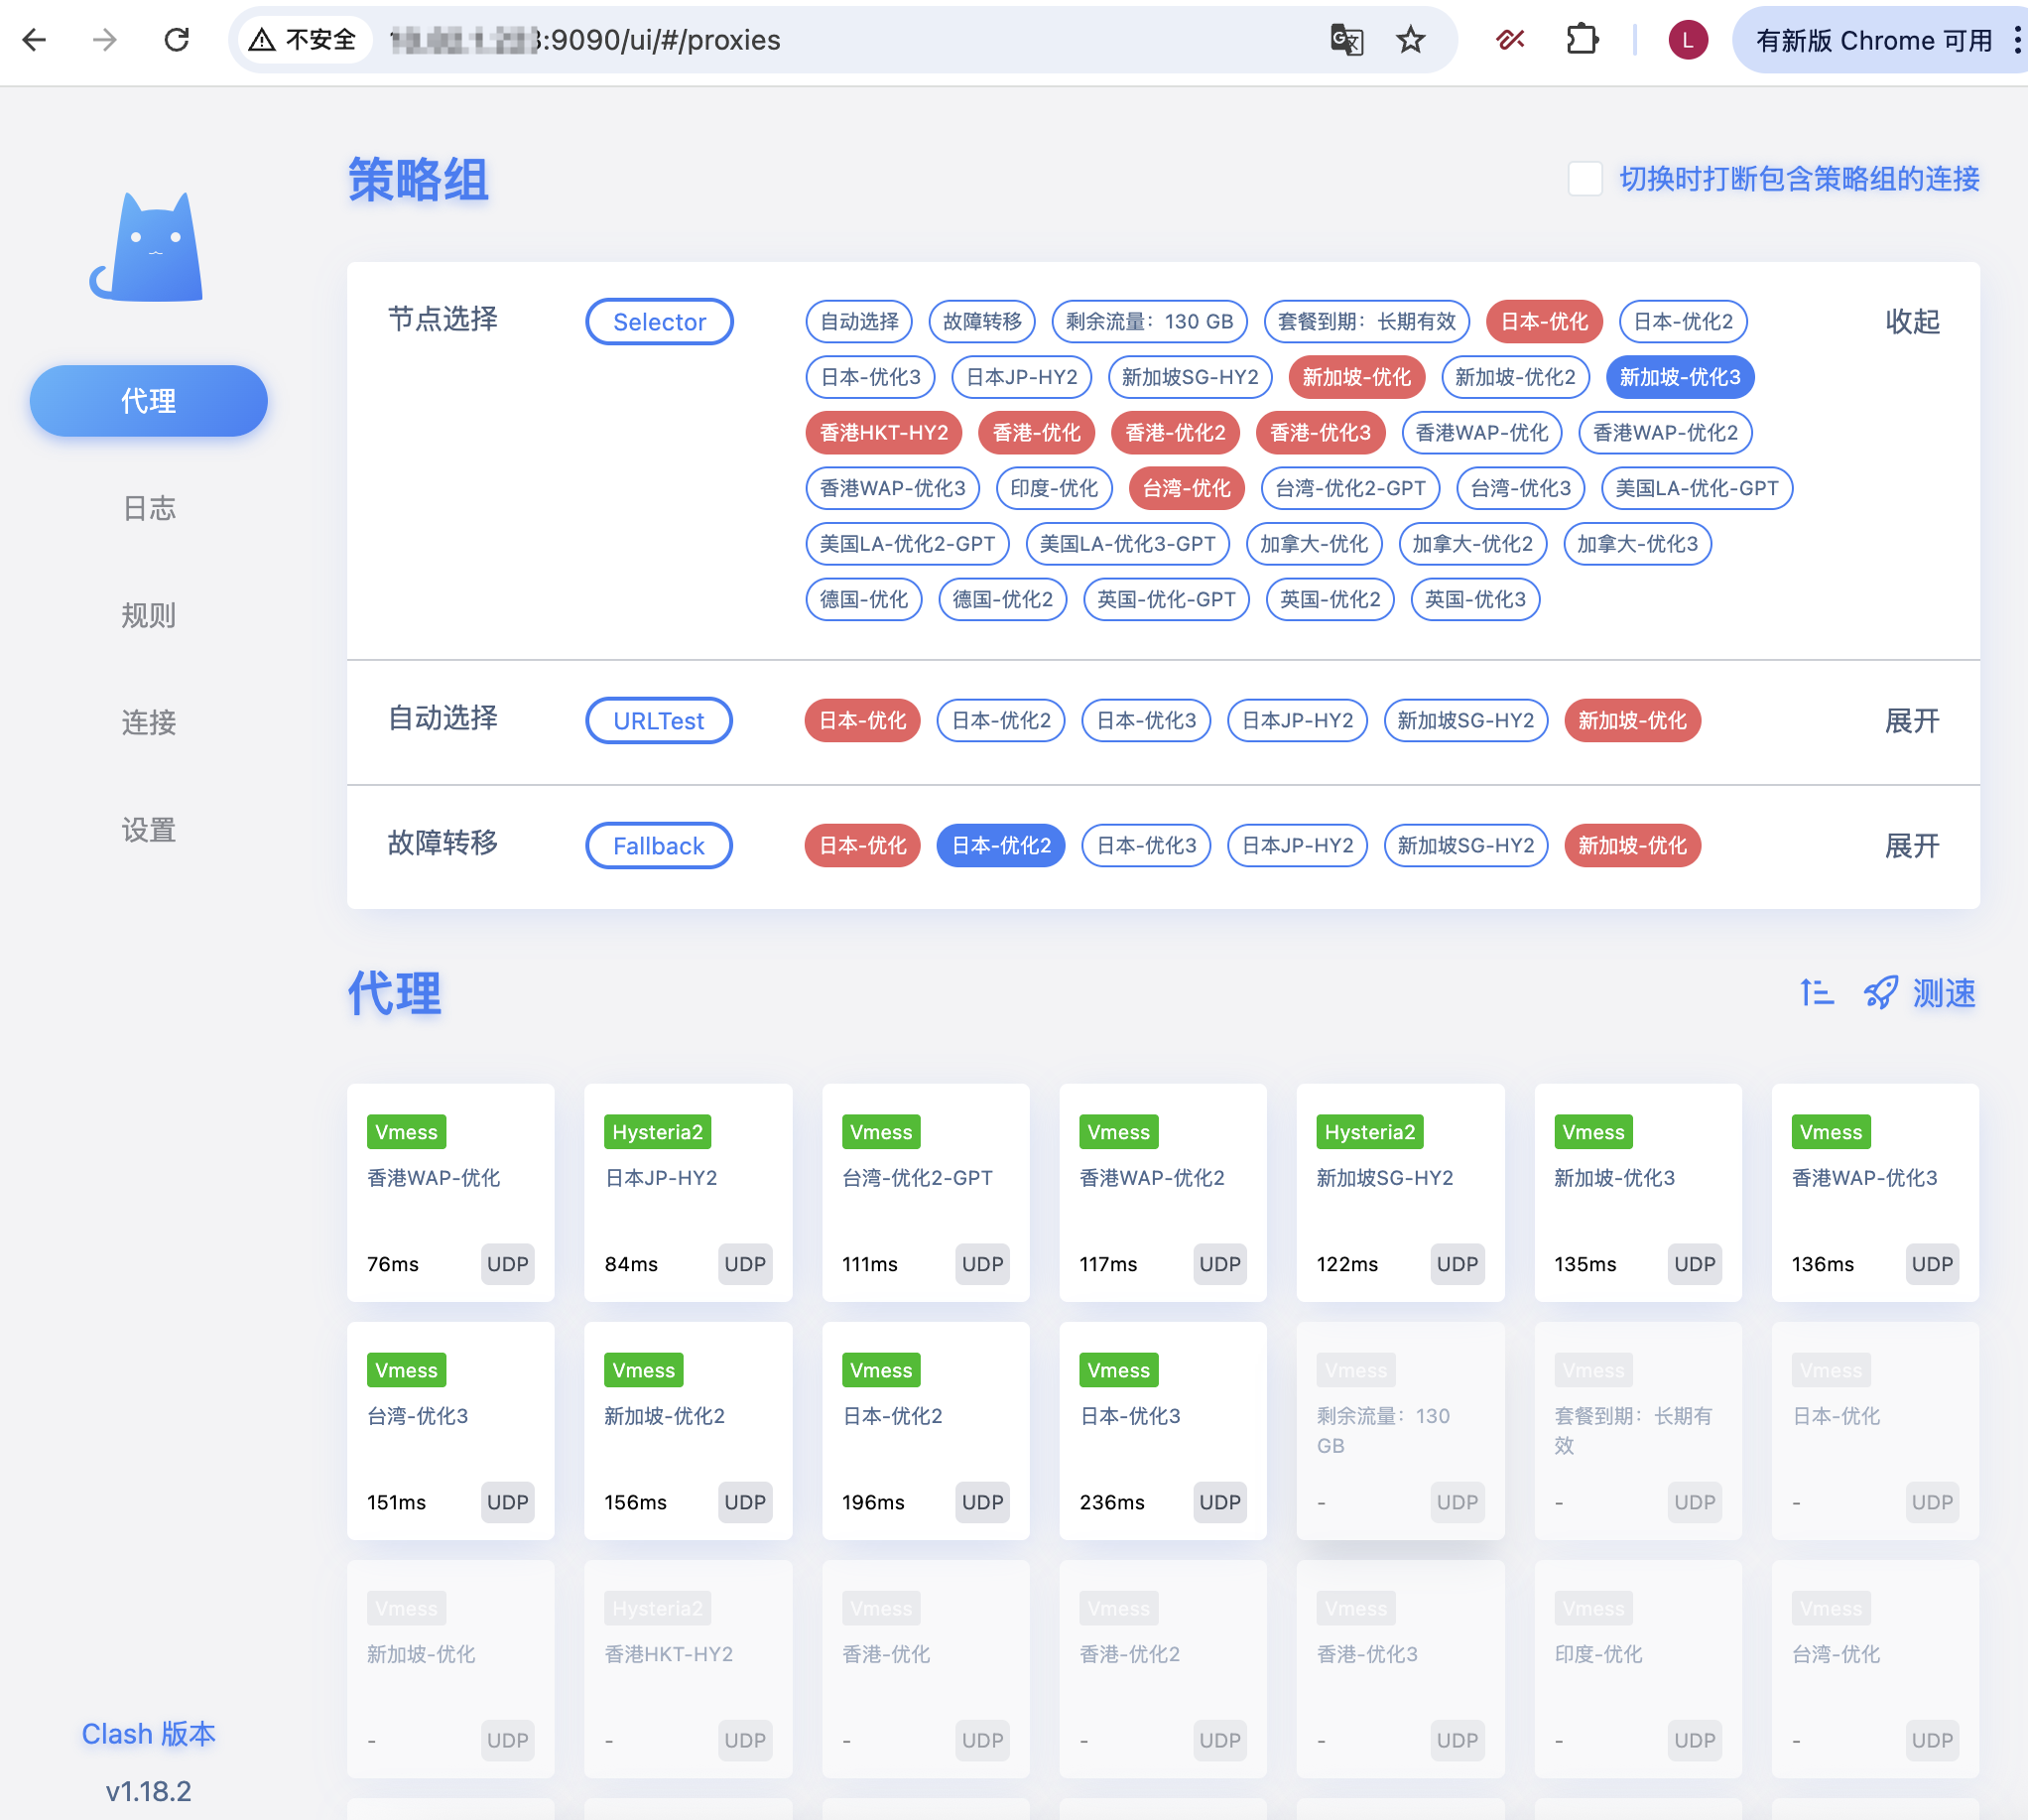 不安全
:9090/ui/#/proxies
L
有新版 Chrome 可用
策略组
切换时打断包含策略组的连接
代理
日志
规则
连接
设置
Clash 版本
v1.18.2
节点选择 Selector 自动选择 故障转移 剩余流量：130 GB 套餐到期：长期有效 日本-优化 日本-优化2 收起
日本-优化3 日本JP-HY2 新加坡SG-HY2 新加坡-优化 新加坡-优化2 新加坡-优化3
香港HKT-HY2 香港-优化 香港-优化2 香港-优化3 香港WAP-优化 香港WAP-优化2
香港WAP-优化3 印度-优化 台湾-优化 台湾-优化2-GPT 台湾-优化3 美国LA-优化-GPT
美国LA-优化2-GPT 美国LA-优化3-GPT 加拿大-优化 加拿大-优化2 加拿大-优化3
德国-优化 德国-优化2 英国-优化-GPT 英国-优化2 英国-优化3
自动选择 URLTest 日本-优化 日本-优化2 日本-优化3 日本JP-HY2 新加坡SG-HY2 新加坡-优化 展开
故障转移 Fallback 日本-优化 日本-优化2 日本-优化3 日本JP-HY2 新加坡SG-HY2 新加坡-优化 展开
代理
测速
Vmess Hysteria2 Vmess Vmess Hysteria2 Vmess Vmess
香港WAP-优化 日本JP-HY2 台湾-优化2-GPT 香港WAP-优化2 新加坡SG-HY2 新加坡-优化3 香港WAP-优化3
76ms UDP 84ms UDP 111ms UDP 117ms UDP 122ms UDP 135ms UDP 136ms UDP
Vmess Vmess Vmess Vmess Vmess Vmess Vmess
台湾-优化3 新加坡-优化2 日本-优化2 日本-优化3 剩余流量：130 套餐到期：长期有 日本-优化
GB 效
151ms UDP 156ms UDP 196ms UDP 236ms UDP - UDP - UDP - UDP
Vmess Hysteria2 Vmess Vmess Vmess Vmess Vmess
新加坡-优化 香港HKT-HY2 香港-优化 香港-优化2 香港-优化3 印度-优化 台湾-优化
- UDP - UDP - UDP - UDP - UDP - UDP - UDP